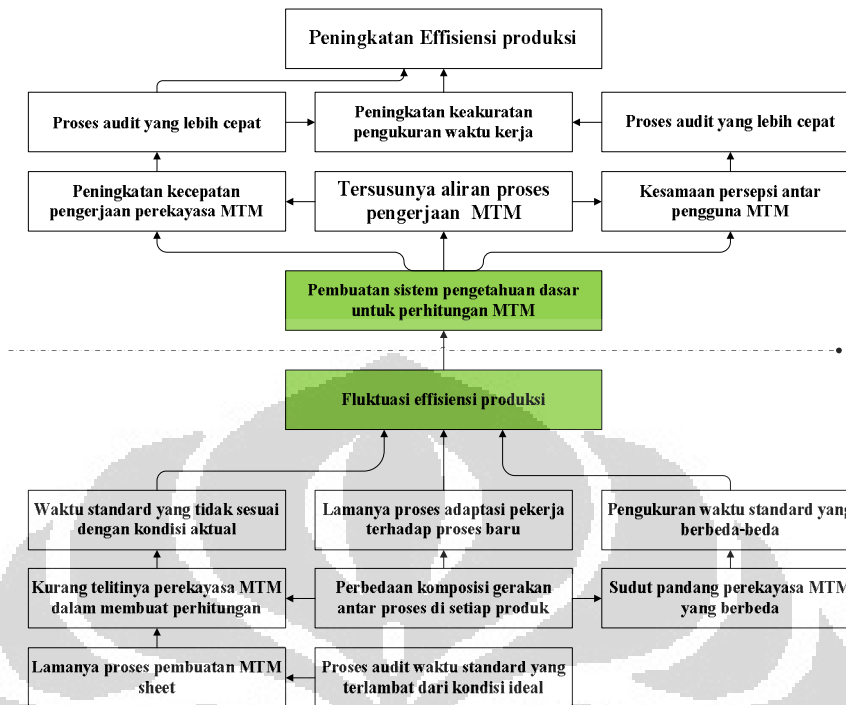 Peningkatan Effisiensi produksi
Proses audit yang lebih cepat
Peningkatan keakuratan
pengukuran waktu kerja
Proses audit yang lebih cepat
Peningkatan kecepatan
pengerjaan perekayasa MTM
Tersusunya aliran proses
pengerjaan MTM
Kesamaan persepsi antar
pengguna MTM
Pembuatan sistem pengetahuan dasar
untuk perhitungan MTM
Fluktuasi effisiensi produksi
Waktu standard yang tidak sesuai
dengan kondisi aktual
Lamanya proses adaptasi pekerja
terhadap proses baru
Pengukuran waktu standard yang
berbeda-beda
Kurang telitinya perekayasa MTM
dalam membuat perhitungan
Perbedaan komposisi gerakan
antar proses di setiap produk
Sudut pandang perekayasa MTM
yang berbeda
Lamanya proses pembuatan MTM
sheet
Proses audit waktu standard yang
terlambat dari kondisi ideal